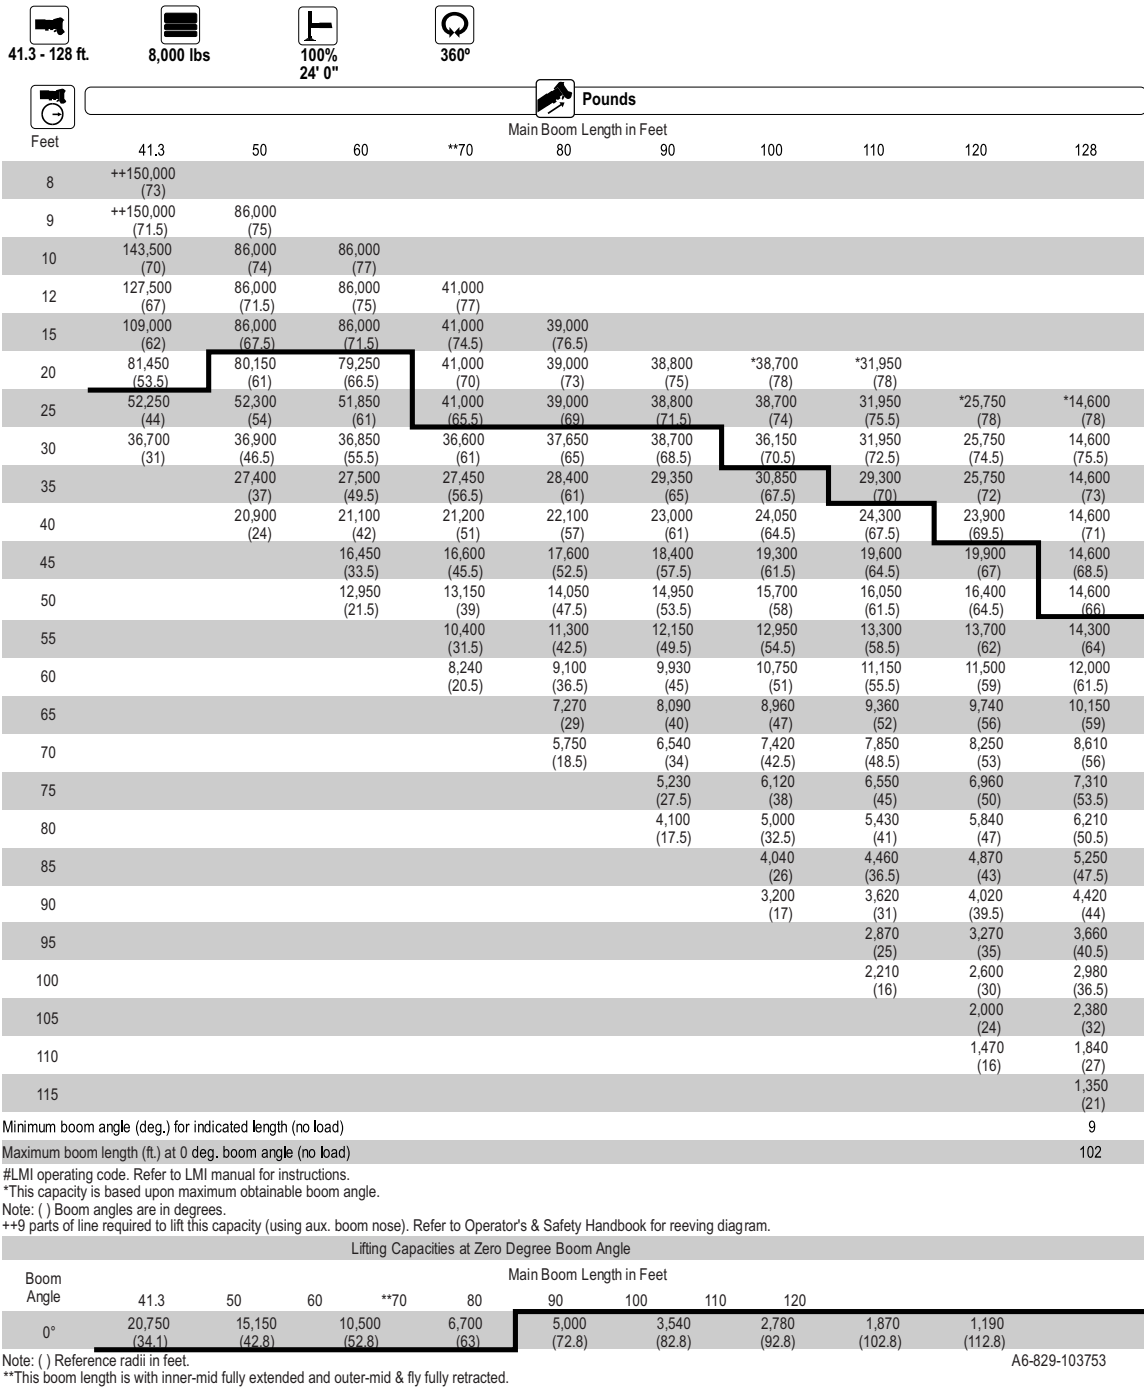 41.3 - 128 ft. 8,000 lbs 100% 360º
24' 0"
Pounds
Feet Main Boom Length in Feet
41.3 50 60 **70 80 90 100 110 120 128
8 ++150,000
(73)
9 ++150,000 86,000
(71.5) (75)
10 143,500 86,000 86,000
(70) (74) (77)
12 127,500 86,000 86,000 41,000
(67) (71.5) (75) (77)
15 109,000 86,000 86,000 41,000 39,000
(62) (67.5) (71.5) (74.5) (76.5)
20 81,450 80,150 79,250 41,000 39,000 38,800 *38,700 *31,950
(53.5) (61) (66.5) (70) (73) (75) (78) (78)
25 52,250 52,300 51,850 41,000 39,000 38,800 38,700 31,950 *25,750 *14,600
(44) (54) (61) (65.5) (69) (71.5) (74) (75.5) (78) (78)
30 36,700 36,900 36,850 36,600 37,650 38,700 36,150 31,950 25,750 14,600
(31) (46.5) (55.5) (61) (65) (68.5) (70.5) (72.5) (74.5) (75.5)
35 27,400 27,500 27,450 28,400 29,350 30,850 29,300 25,750 14,600
(37) (49.5) (56.5) (61) (65) (67.5) (70) (72) (73)
40 20,900 21,100 21,200 22,100 23,000 24,050 24,300 23,900 14,600
(24) (42) (51) (57) (61) (64.5) (67.5) (69.5) (71)
45 16,450 16,600 17,600 18,400 19,300 19,600 19,900 14,600
(33.5) (45.5) (52.5) (57.5) (61.5) (64.5) (67) (68.5)
50 12,950 13,150 14,050 14,950 15,700 16,050 16,400 14,600
(21.5) (39) (47.5) (53.5) (58) (61.5) (64.5) (66)
55 10,400 11,300 12,150 12,950 13,300 13,700 14,300
(31.5) (42.5) (49.5) (54.5) (58.5) (62) (64)
60 8,240 9,100 9,930 10,750 11,150 11,500 12,000
(20.5) (36.5) (45) (51) (55.5) (59) (61.5)
65 7,270 8,090 8,960 9,360 9,740 10,150
(29) (40) (47) (52) (56) (59)
70 5,750 6,540 7,420 7,850 8,250 8,610
(18.5) (34) (42.5) (48.5) (53) (56)
75 5,230 6,120 6,550 6,960 7,310
(27.5) (38) (45) (50) (53.5)
80 4,100 5,000 5,430 5,840 6,210
(17.5) (32.5) (41) (47) (50.5)
85 4,040 4,460 4,870 5,250
(26) (36.5) (43) (47.5)
90 3,200 3,620 4,020 4,420
(17) (31) (39.5) (44)
95 2,870 3,270 3,660
(25) (35) (40.5)
100 2,210 2,600 2,980
(16) (30) (36.5)
105 2,000 2,380
(24) (32)
110 1,470 1,840
(16) (27)
115 1,350
(21)
Minimum boom angle (deg.) for indicated length (no load) 9
Maximum boom length (ft.) at 0 deg. boom angle (no load) 102
#LMI operating code. Refer to LMI manual for instructions.
*This capacity is based upon maximum obtainable boom angle.
Note: ( ) Boom angles are in degrees.
++9 parts of line required to lift this capacity (using aux. boom nose). Refer to Operator's & Safety Handbook for reeving diagram.
Lifting Capacities at Zero Degree Boom Angle
Boom Main Boom Length in Feet
Angle 41.3 50 60 **70 80 90 100 110 120
0° 20,750 15,150 10,500 6,700 5,000 3,540 2,780 1,870 1,190
(34.1) (42.8) (52.8) (63) (72.8) (82.8) (92.8) (102.8) (112.8)
Note: ( ) Reference radii in feet. A6-829-103753
**This boom length is with inner-mid fully extended and outer-mid & fly fully retracted.